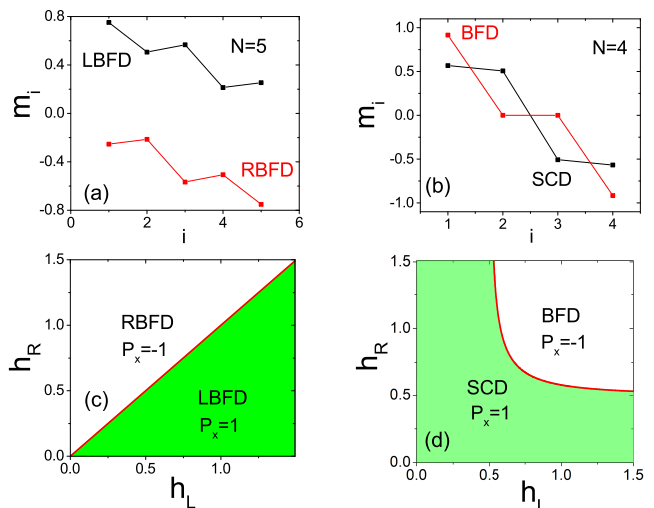 0.8
0.4
0.0
-0.4
-0.8
m_i
LBFD
N=5
RBFD
(a)
0
2
4
6
i
1.0
0.5
0.0
-0.5
-1.0
m_i
BFD
N=4
SCD
(b)
1
2
3
4
i
1.5
1.0
0.5
0.0
h_R
RBFD
P_x=-1
LBFD
P_x=1
(c)
0.0
0.5
1.0
h_L
1.5
1.0
0.5
0.0
h_R
BFD
P_x=-1
SCD
P_x=1
(d)
0.0
0.5
1.0
1.5